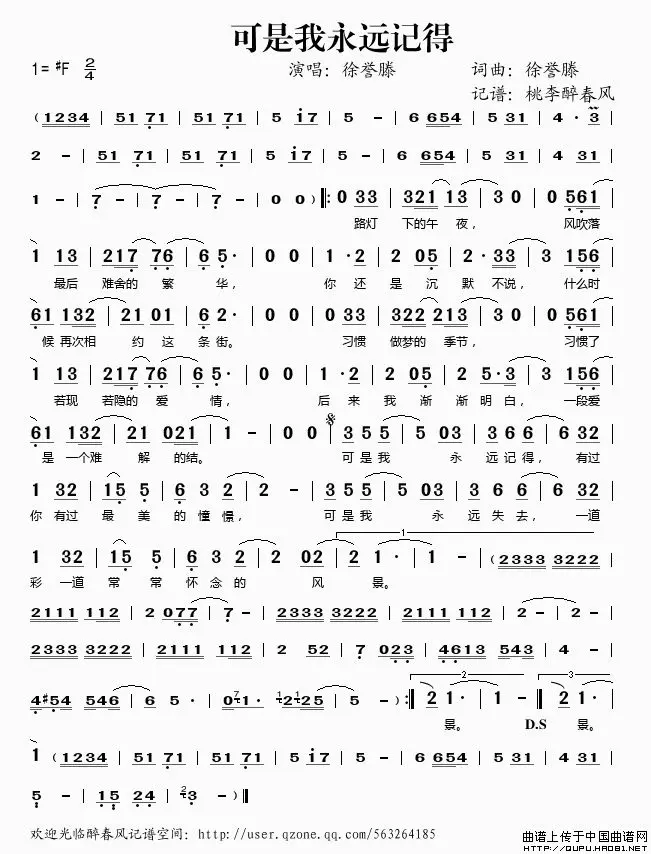 可是我永远记得
1= #F 2/4 演唱：徐誉滕 词曲：徐誉滕
记谱：桃李醉春风
(1234 | 51 71 | 51 71 | 5 i7 | 5 - | 6 654 | 5 31 | 4 · 3
2 - | 51 71 | 51 71 | 5 i7 | 5 - | 6 654 | 5 31 | 4 31
1 - | 7 - | 7 - | 7 - | 0 0 ) |: 0 33 | 321 13 | 3 0 | 0 561
路灯 下的午 夜， 风吹落
1 13 | 217 76 | 6 5· | 0 0 | 1 ·2 | 2 05 | 2 ·33 | 3 156
最后 难舍的 繁 华， 你 还 是 沉 默 不说， 什么时
61 132 | 21 01 | 6 2· | 0 0 | 0 33 | 322 213 | 3 0 | 0 561
候 再次相 约 这 条街。 习惯 做梦的 季节， 习惯了
1 13 | 217 76 | 6 5· | 0 0 | 1 ·2 | 2 05 | 2 5·3 | 3 156
若现 若隐的 爱 情， 后 来 我 渐 渐 明白， 一段爱
61 132 | 21 021 | 1 - | 0 0 | 3 55 | 5 03 | 3 66 | 6 32
是 一个难 解 的结。 可 是 我 永 远 记 得， 有过
1 32 | 15 5 | 6 3 2 | 2 - | 3 55 | 5 03 | 3 66 | 6 32
你 有过 最 美 的 憧 憬， 可 是 我 永 远 失 去， 一道
1
1 32 | 15 5 | 6 3 2 | 2 02 | 2 1· | 1 - | (2333 3222
彩 一道 常 常 怀 念 的 风 景。
2111 112 | 2 077 | 7 - | 2333 3222 | 2111 112 | 2 - | 2 -
2333 3222 | 2111 112 | 2 52 | 7 023 | 4613 543 | 4 -
2 3
4#54 546 | 6 5 · | 0 7 1 · 1 2 1 225 | 5 - ) :| 2 1· | 1 - || 2 1·
景。 D.S 景。
1 (1234 | 51 71 | 51 71 | 5 i7 | 5 - | 6 654 | 5 31 | 4 31
5 - | 15 24 | 2 3 - )||
欢迎光临醉春风记谱空间：http://user.qzone.qq.com/563264185
曲谱上传于中国曲谱网
http://QUPU.HAO81.NET